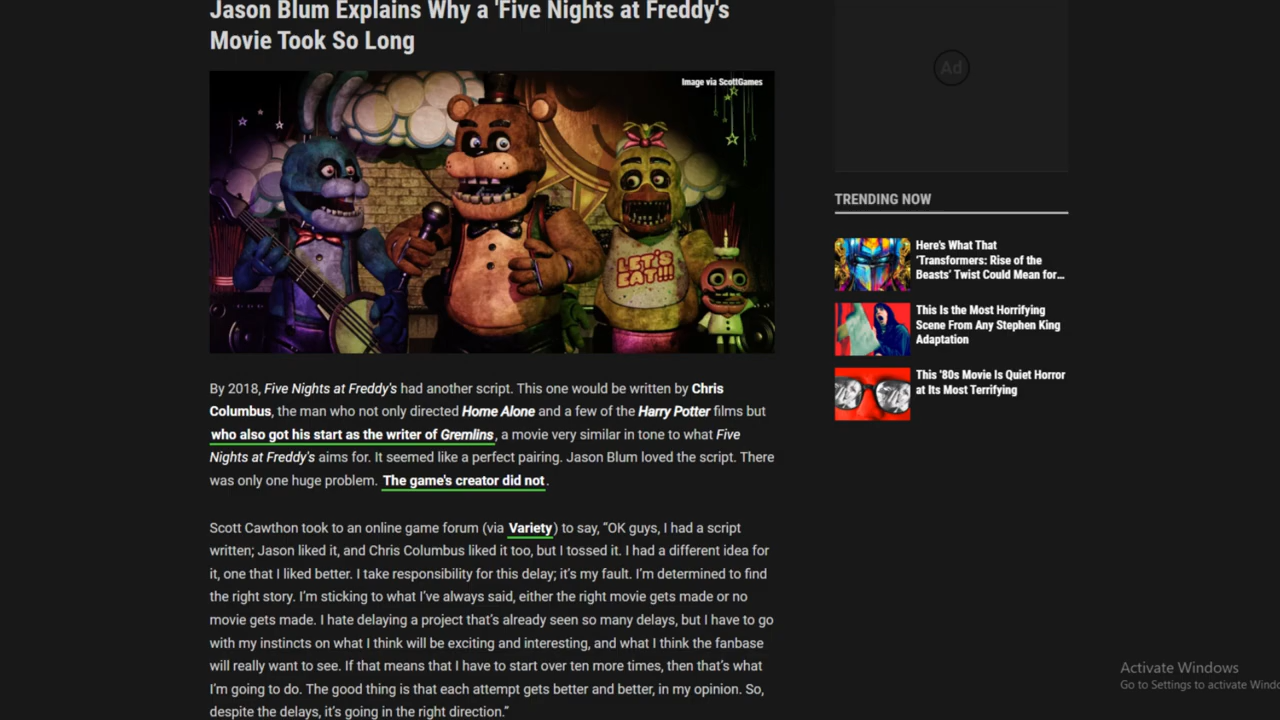 Jason Blum Explains Why a 'Five Nights at Freddy's
Movie Took So Long
Image via ScottGames
LET'S
EAT!!!
By 2018, Five Nights at Freddy's had another script. This one would be written by Chris
Columbus, the man who not only directed Home Alone and a few of the Harry Potter films but
who also got his start as the writer of Gremlins, a movie very similar in tone to what Five
Nights at Freddy's aims for. It seemed like a perfect pairing. Jason Blum loved the script. There
was only one huge problem. The game's creator did not.
Scott Cawthon took to an online game forum (via Variety) to say, “OK guys, I had a script
written; Jason liked it, and Chris Columbus liked it too, but I tossed it. I had a different idea for
it, one that I liked better. I take responsibility for this delay; it’s my fault. I’m determined to find
the right story. I’m sticking to what I’ve always said, either the right movie gets made or no
movie gets made. I hate delaying a project that’s already seen so many delays, but I have to go
with my instincts on what I think will be exciting and interesting, and what I think the fanbase
will really want to see. If that means that I have to start over ten more times, then that’s what
I’m going to do. The good thing is that each attempt gets better and better, in my opinion. So,
despite the delays, it’s going in the right direction.”
Ad
TRENDING NOW
Here's What That
'Transformers: Rise of the
Beasts' Twist Could Mean for...
This Is the Most Horrifying
Scene From Any Stephen King
Adaptation
This '80s Movie Is Quiet Horror
at Its Most Terrifying
Activate Windows
Go to Settings to activate Windo